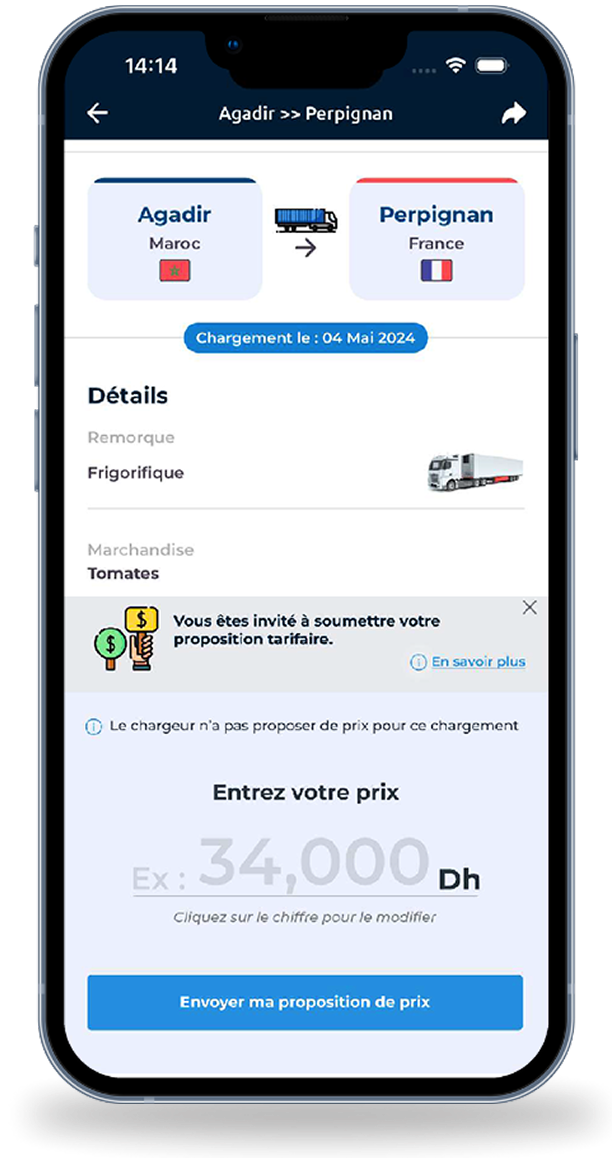 14:14
Agadir >> Perpignan
Agadir
Maroc
Perpignan
France
Chargement le : 04 Mai 2024
Détails
Remorque
Frigorifique
Marchandise
Tomates
$
$
Vous êtes invité à soumettre votre
proposition tarifaire.
En savoir plus
Le chargeur n'a pas proposer de prix pour ce chargement
Entrez votre prix
Ex : 34,000 Dh
Cliquez sur le chiffre pour le modifier
Envoyer ma proposition de prix